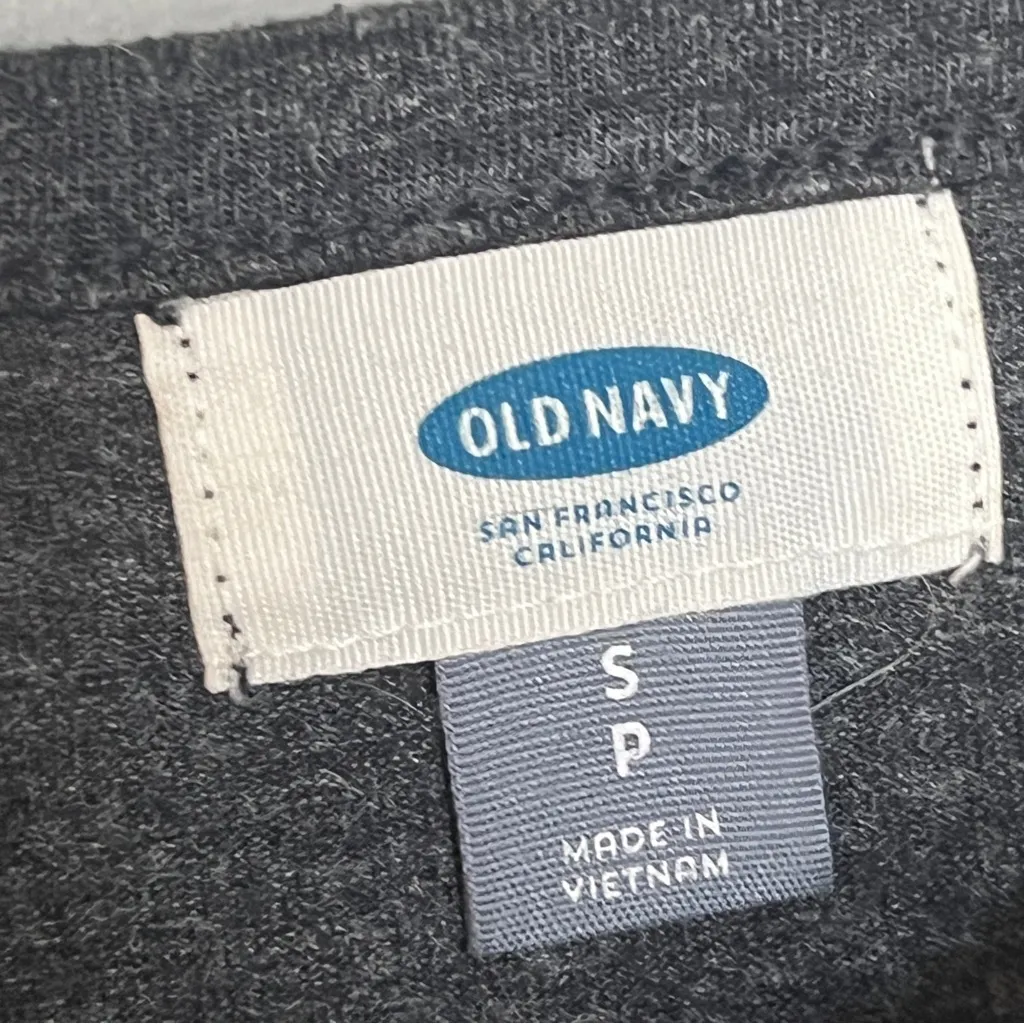 OLD NAVY
SAN FRANCISCO
CALIFORNIA
S
P
MADE IN
VIETNAM